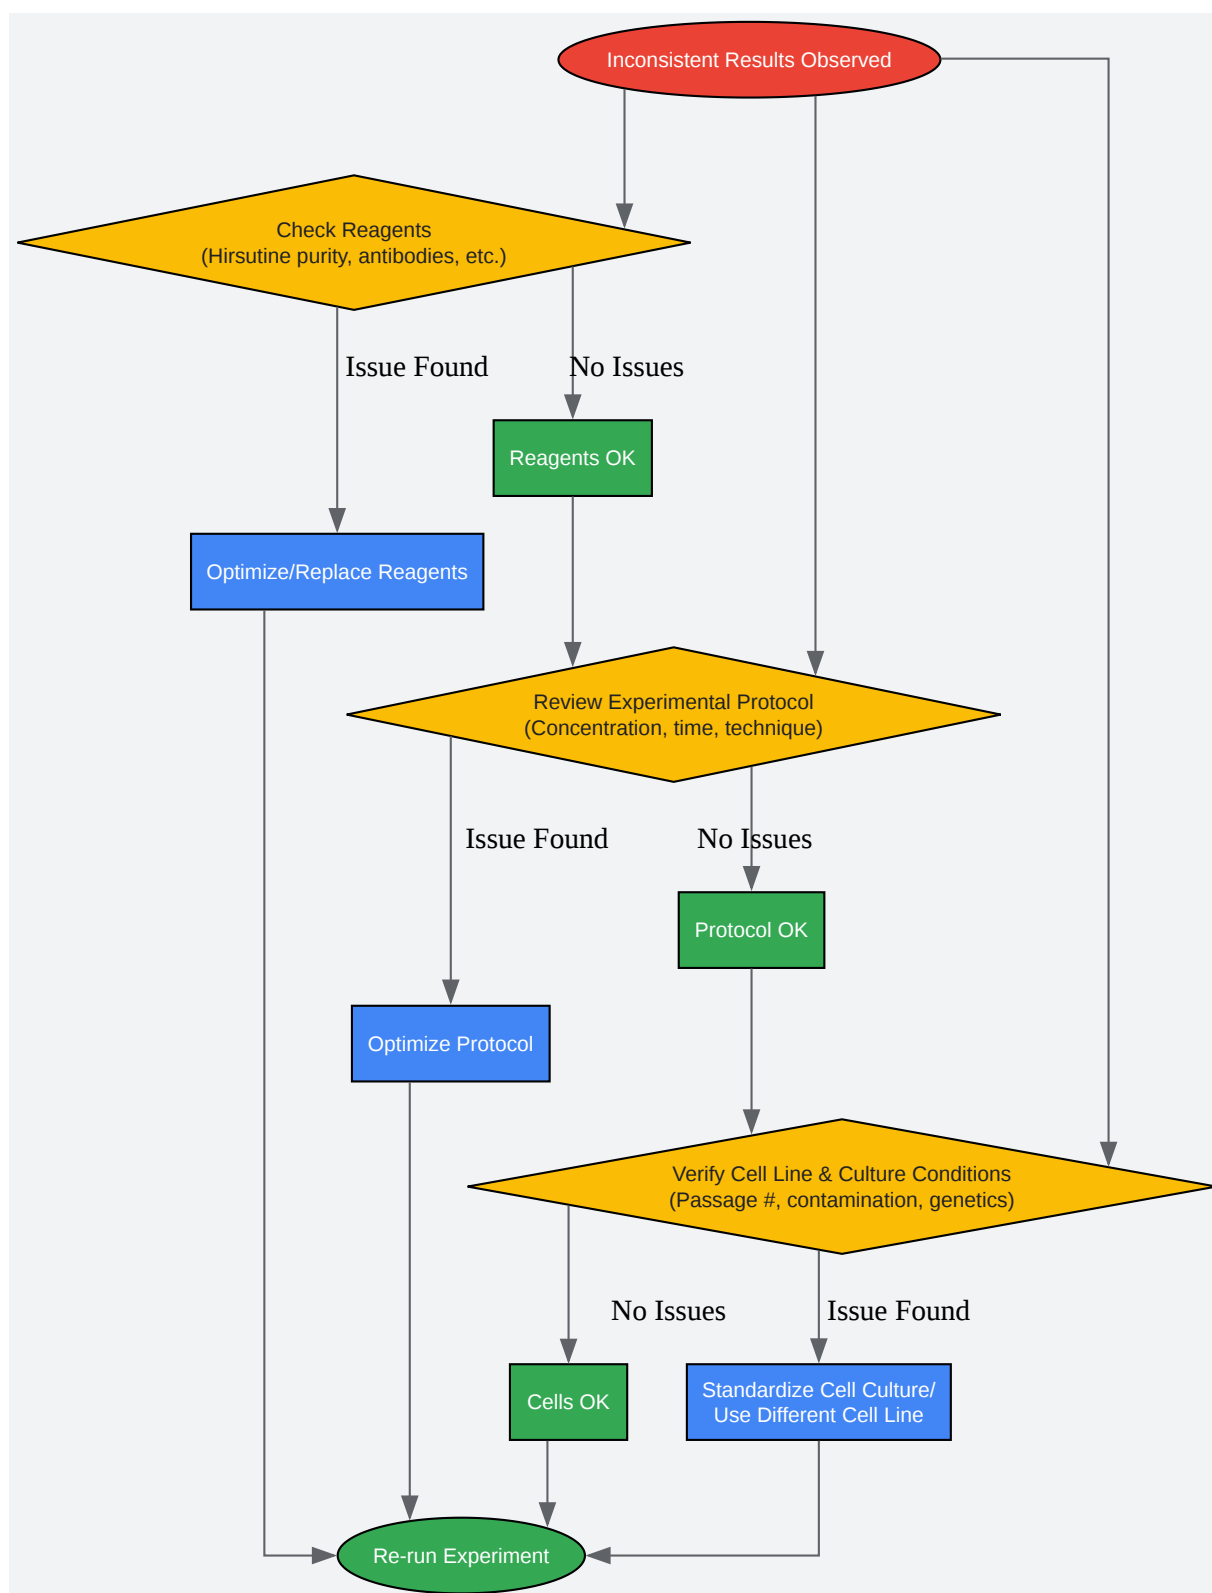 Inconsistent Results Observed
Check Reagents
(Hirsutine purity, antibodies, etc.)
Issue Found
No Issues
Reagents OK
Optimize/Replace Reagents
Review Experimental Protocol
(Concentration, time, technique)
Issue Found
No Issues
Protocol OK
Optimize Protocol
Verify Cell Line & Culture Conditions
(Passage #, contamination, genetics)
No Issues
Issue Found
Cells OK
Standardize Cell Culture/
Use Different Cell Line
Re-run Experiment